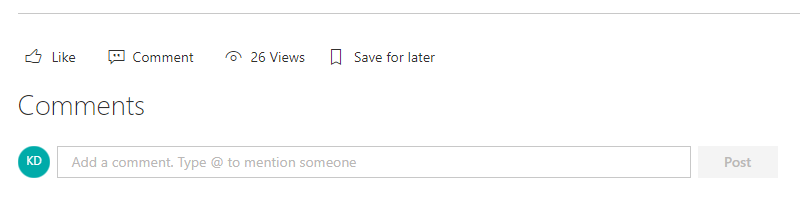 Like Comment 26 Views Save for later
Comments
KD Add a comment. Type @ to mention someone Post